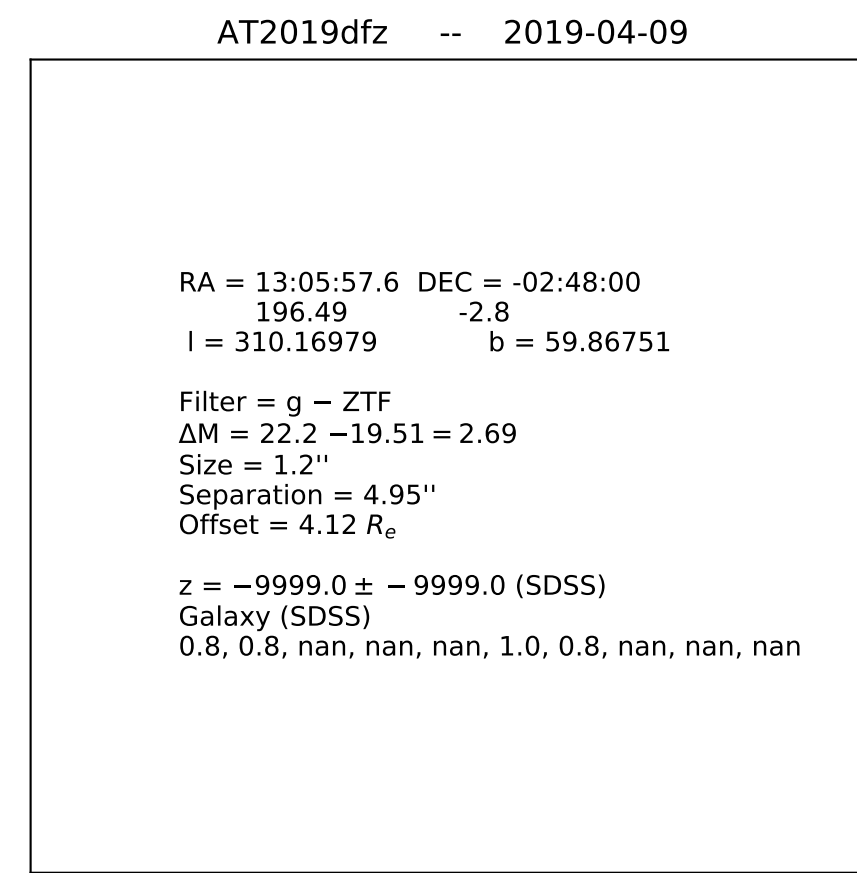 AT2019dfz -- 2019-04-09
RA = 13:05:57.6 DEC = -02:48:00
196.49 -2.8
l = 310.16979 b = 59.86751
Filter = g − ZTF
ΔM = 22.2 −19.51 = 2.69
Size = 1.2''
Separation = 4.95''
Offset = 4.12 Rₑ
z = −9999.0 ± −9999.0 (SDSS)
Galaxy (SDSS)
0.8, 0.8, nan, nan, nan, 1.0, 0.8, nan, nan, nan